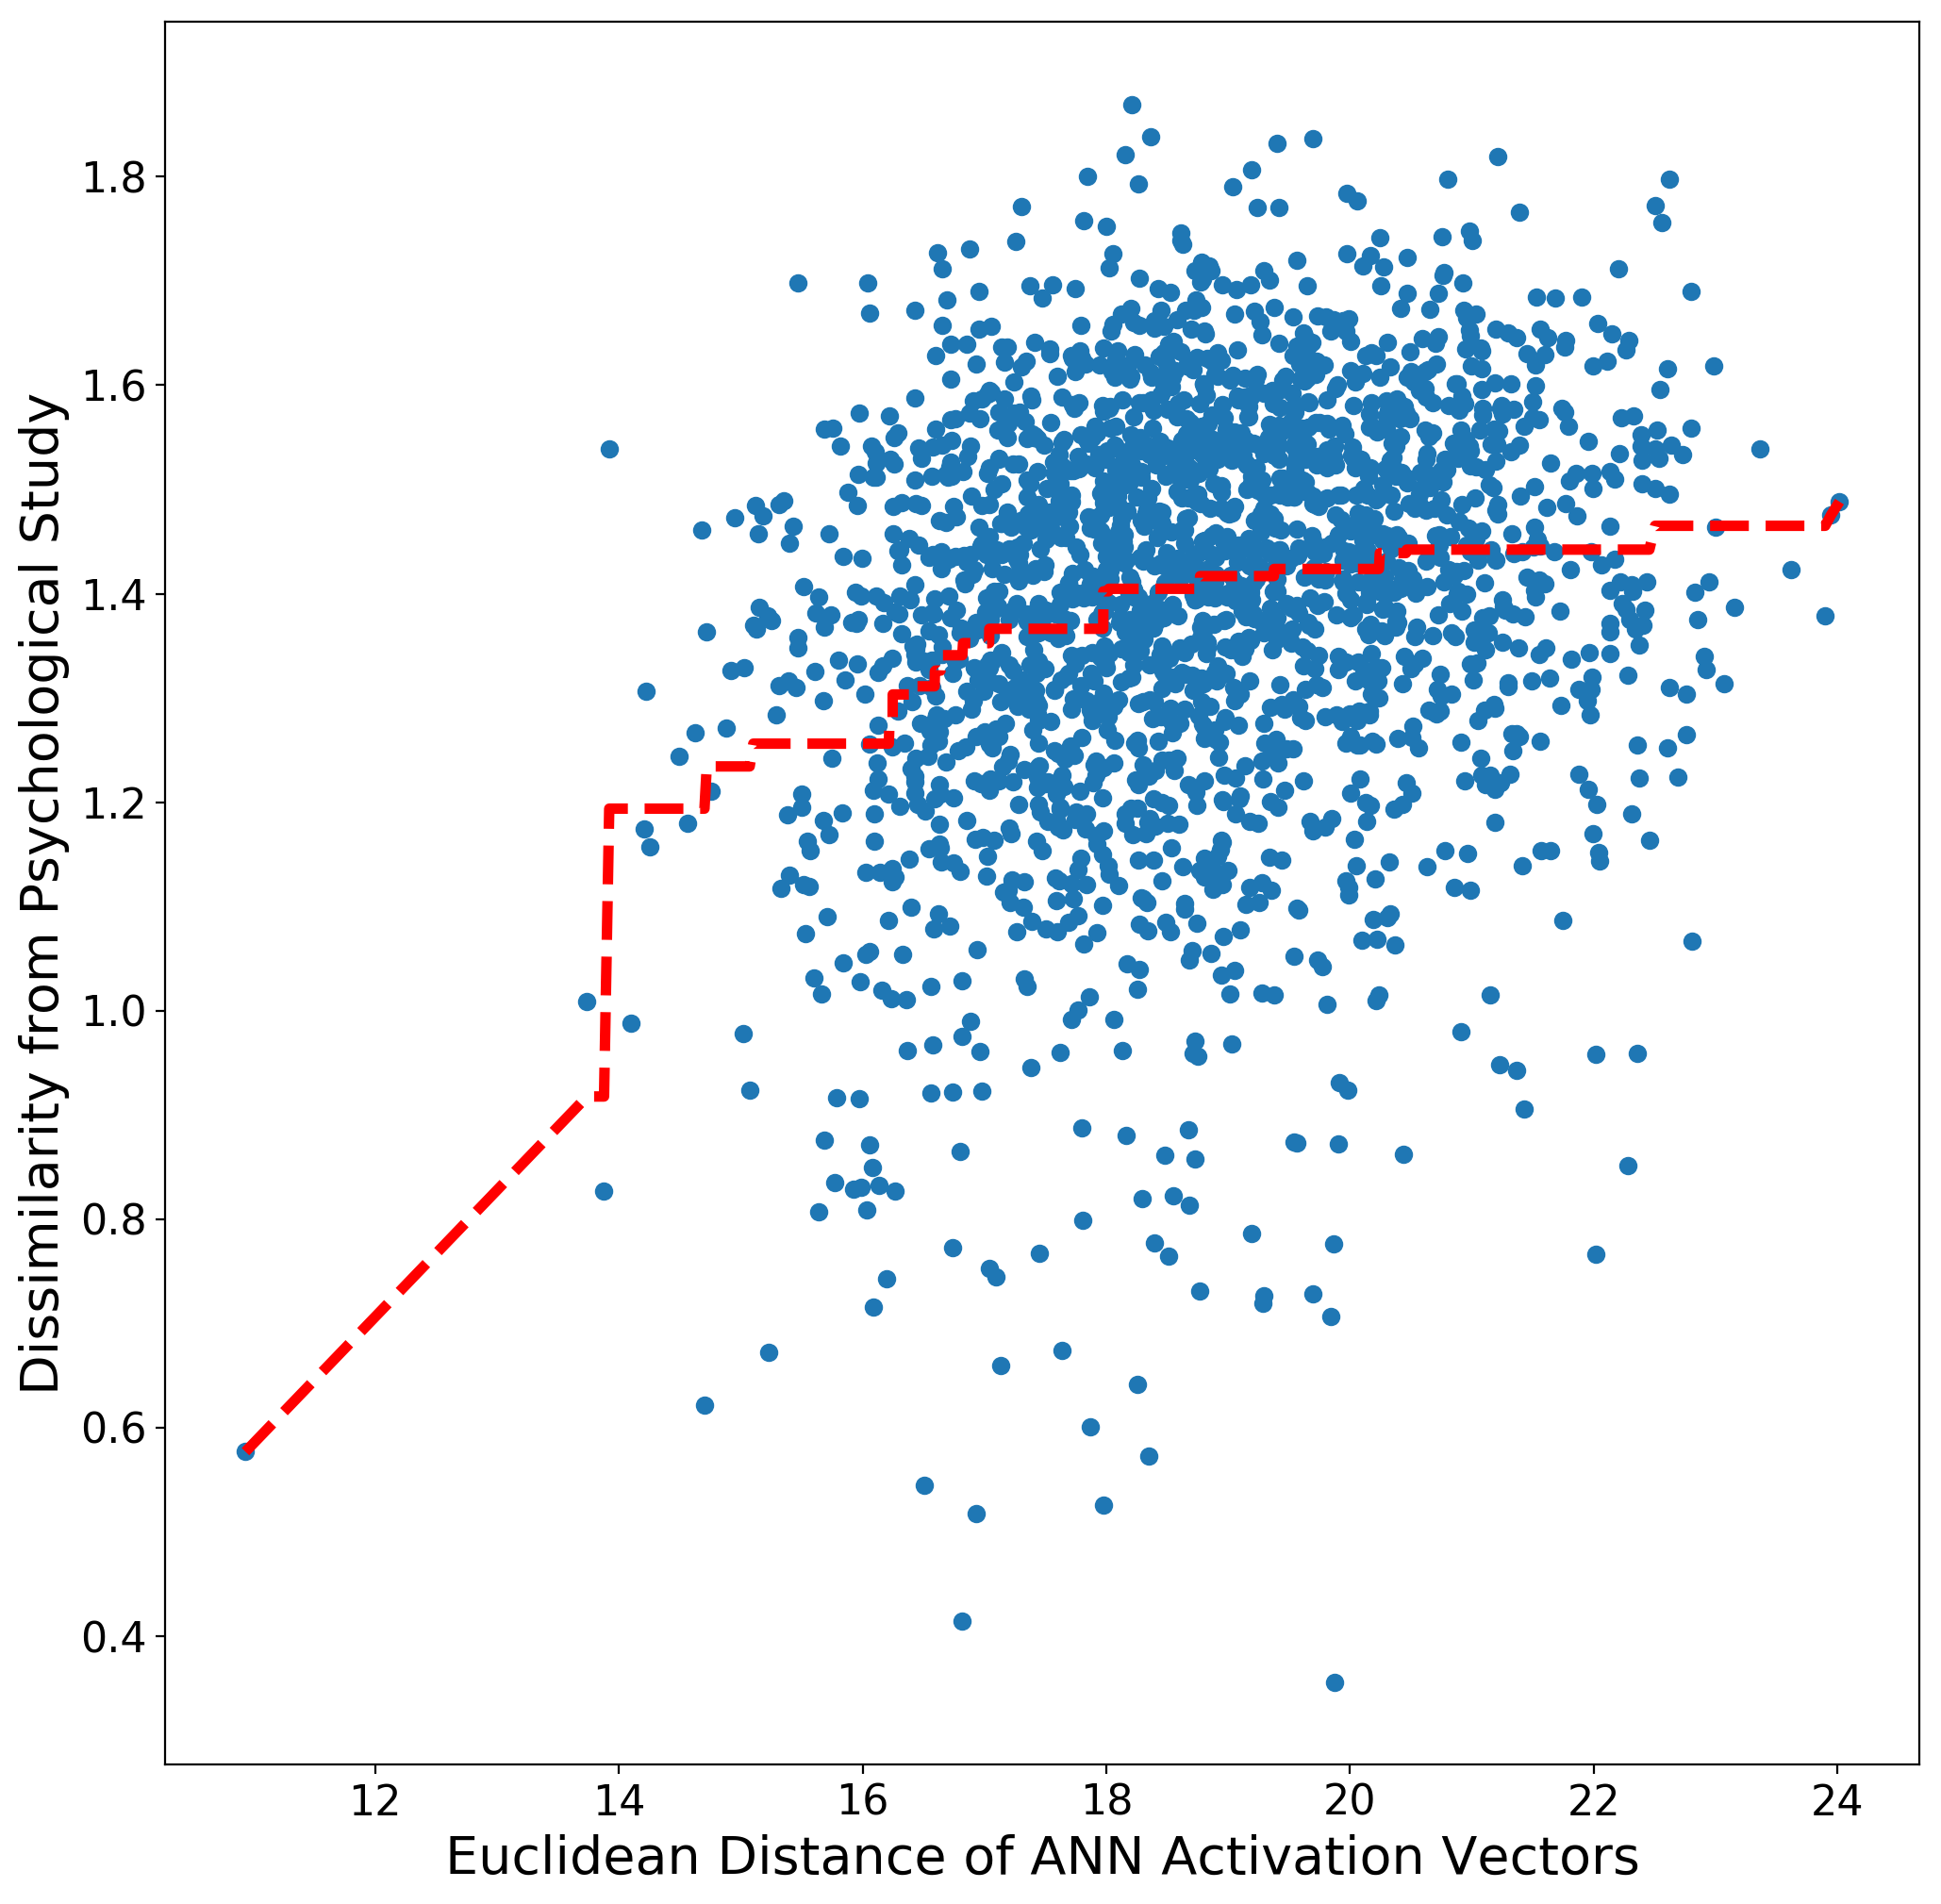 Dissimilarity from Psychological Study
1.8
1.6
1.4
1.2
1.0
0.8
0.6
0.4
12 14 16 18 20 22 24
Euclidean Distance of ANN Activation Vectors